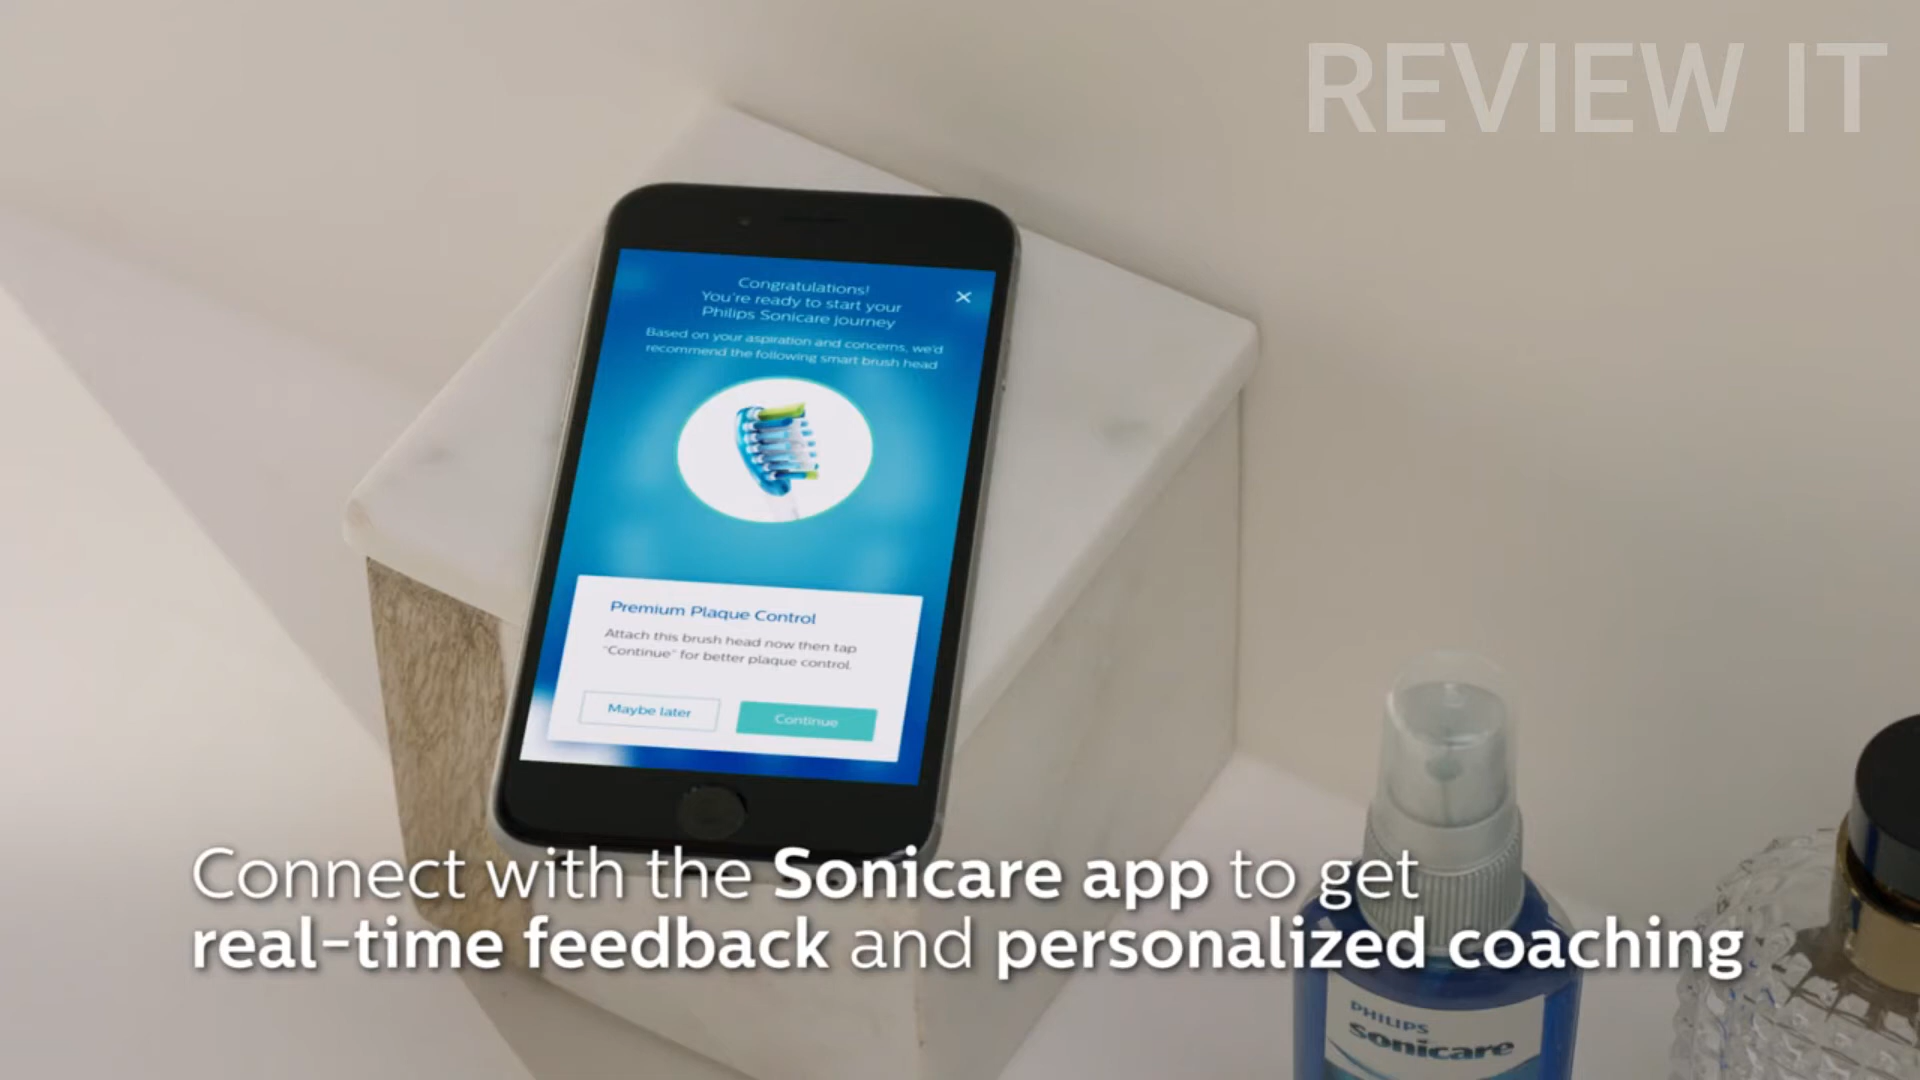 REVIEW IT
Congratulations!
You're ready to start your
Philips Sonicare journey
Based on your aspiration and concerns, we'd
recommend the following smart brush head
Premium Plaque Control
Attach this brush head now then tap
"Continue" for better plaque control.
Maybe later
Continue
Connect with the Sonicare app to get
real-time feedback and personalized coaching
PHILIPS
sonicare